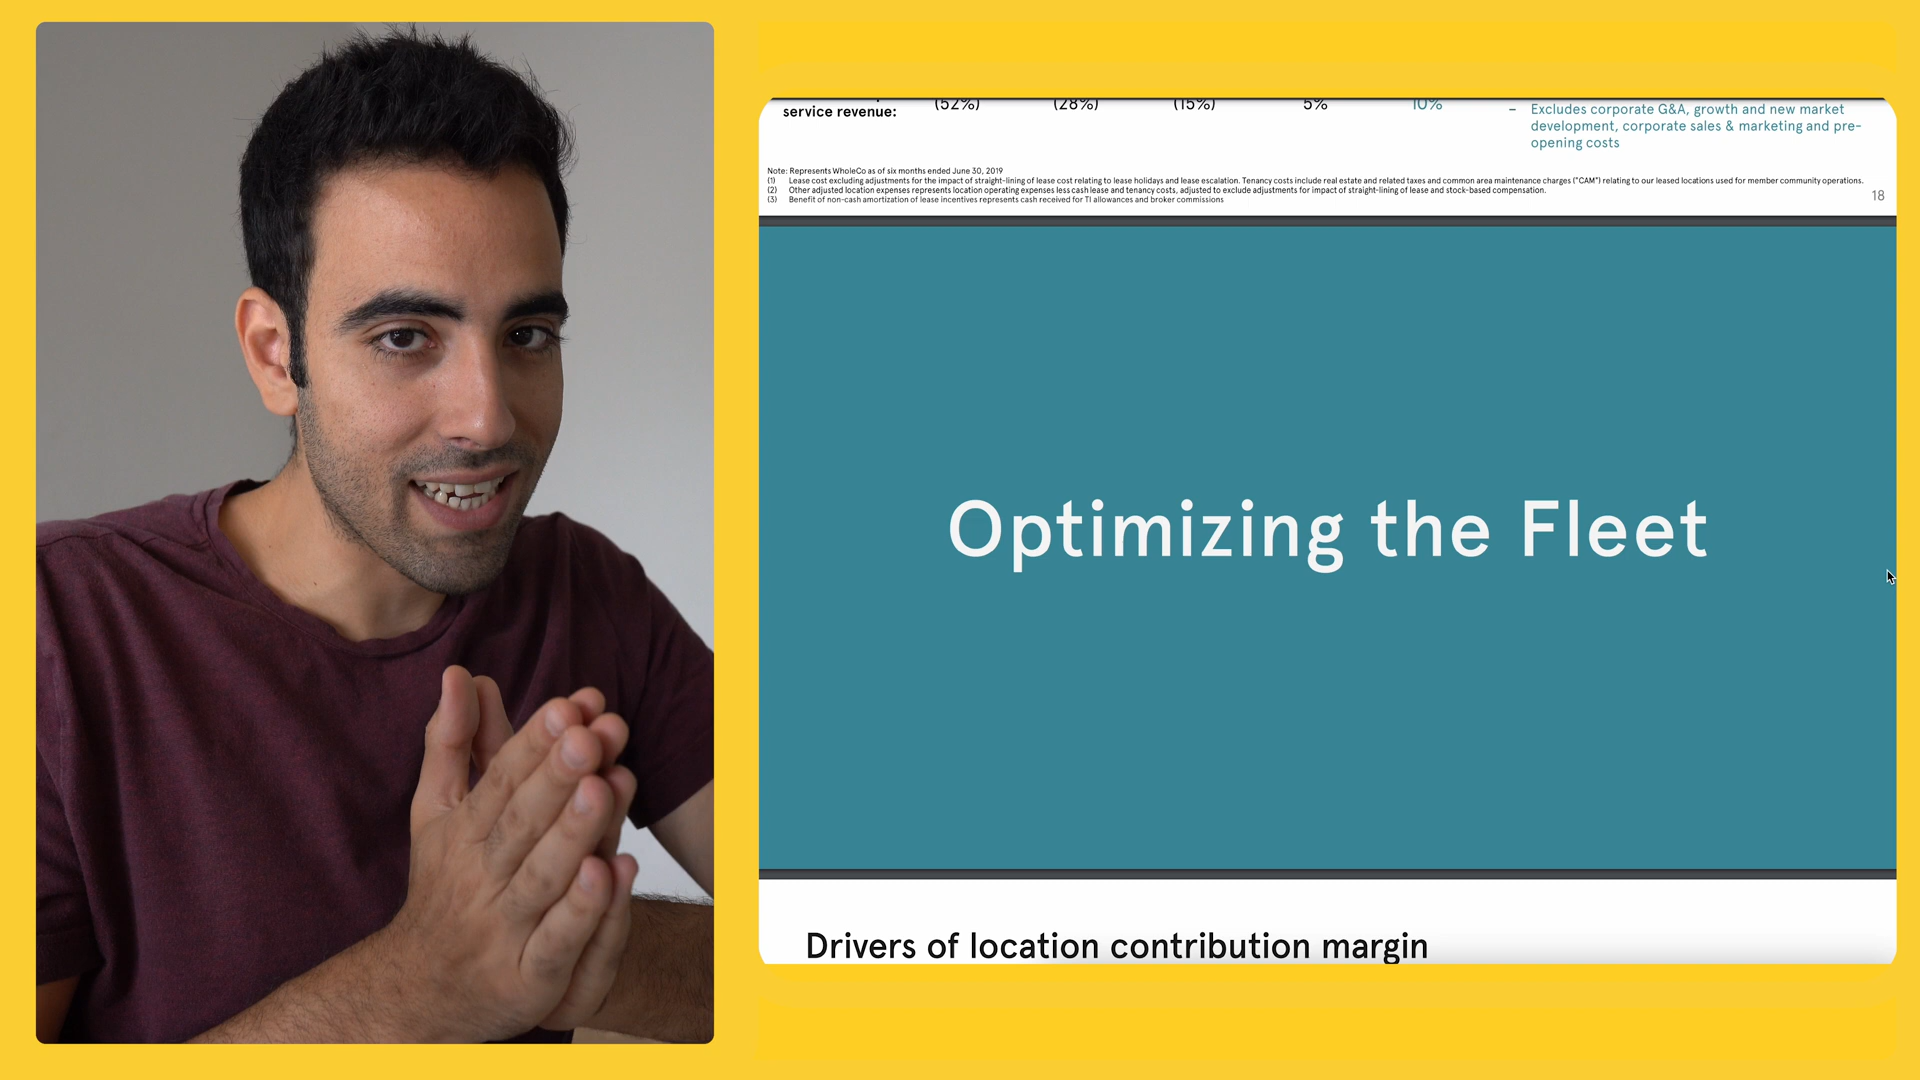 service revenue:
(52%)
(28%)
(15%)
5%
10%
– Excludes corporate G&A, growth and new market
development, corporate sales & marketing and pre-
opening costs
Note: Represents WholeCo as of six months ended June 30, 2019
(1) Lease cost excluding adjustments for the impact of straight-lining of lease cost relating to lease holidays and lease escalation. Tenancy costs include real estate and related taxes and common area maintenance charges ("CAM") relating to our leased locations used for member community operations.
(2) Other adjusted location expenses represents location operating expenses less cash lease and tenancy costs, adjusted to exclude adjustments for impact of straight-lining of lease and stock-based compensation.
(3) Benefit of non-cash amortization of lease incentives represents cash received for TI allowances and broker commissions
18
Optimizing the Fleet
Drivers of location contribution margin